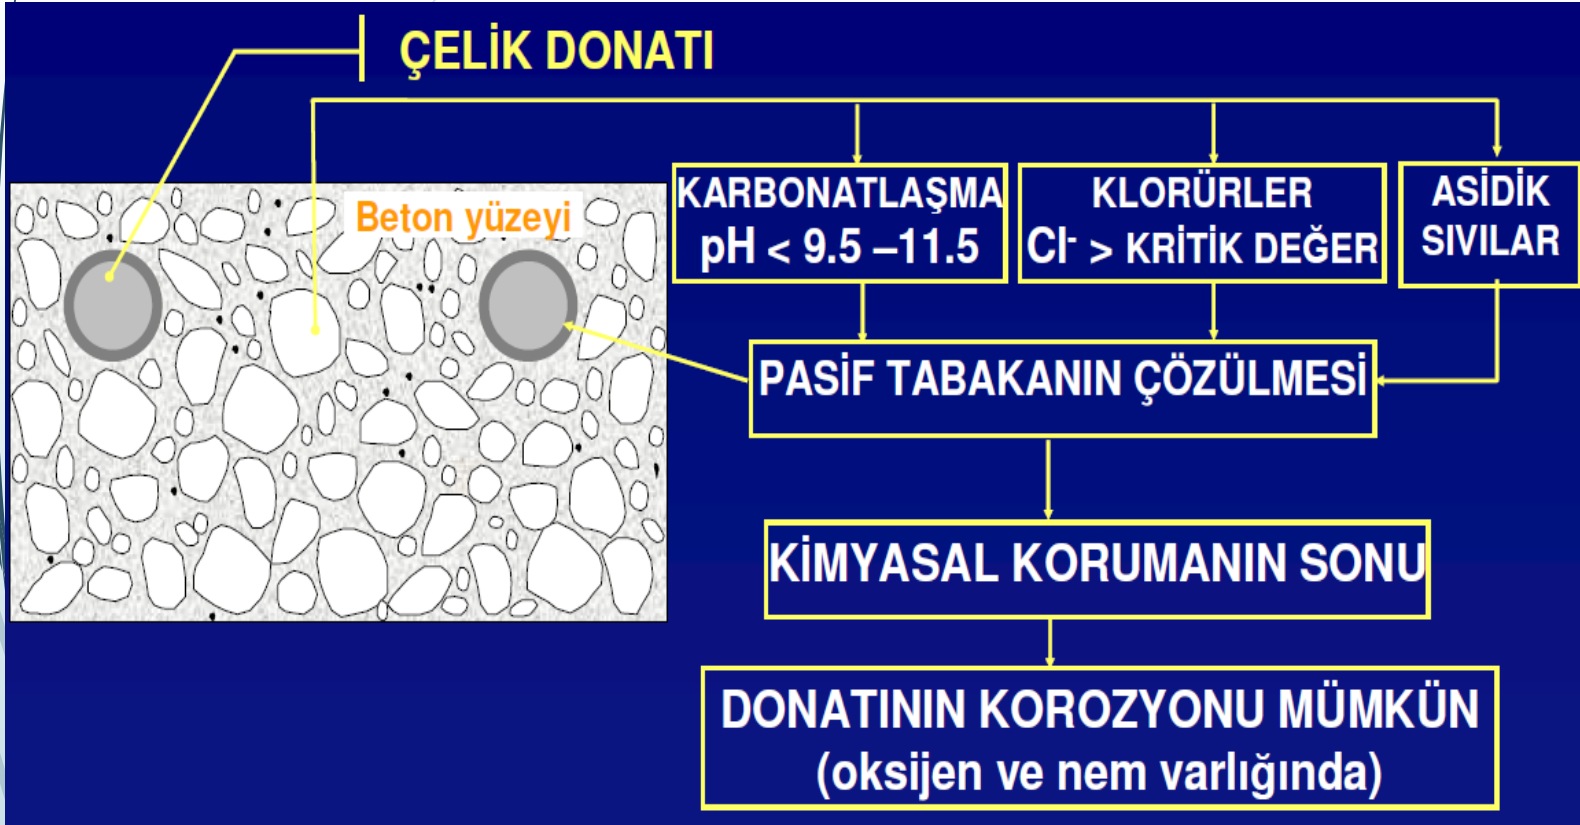 ÇELİK DONATI
Beton yüzeyi
KARBONATLAŞMA
pH < 9.5 –11.5
KLORÜRLER
Cl⁻ > KRİTİK DEĞER
ASİDİK
SIVILAR
PASİF TABAKANIN ÇÖZÜLMESİ
KİMYASAL KORUMANIN SONU
DONATININ KOROZYONU MÜMKÜN
(oksijen ve nem varlığında)